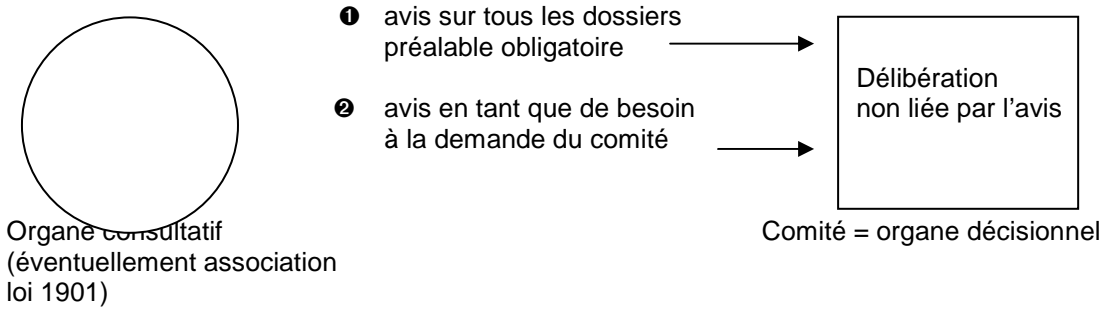 ❶ avis sur tous les dossiers
préalable obligatoire
❷ avis en tant que de besoin
à la demande du comité
Délibération
non liée par l'avis
Organe consultatif
(éventuellement association
loi 1901)
Comité = organe décisionnel